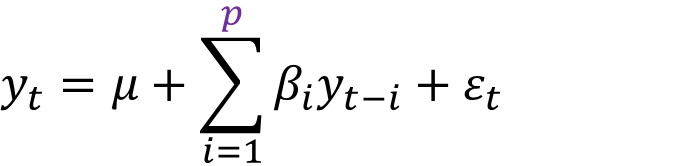 y_t = μ + ∑_{i=1}^{p} β_i y_{t−i} + ε_t